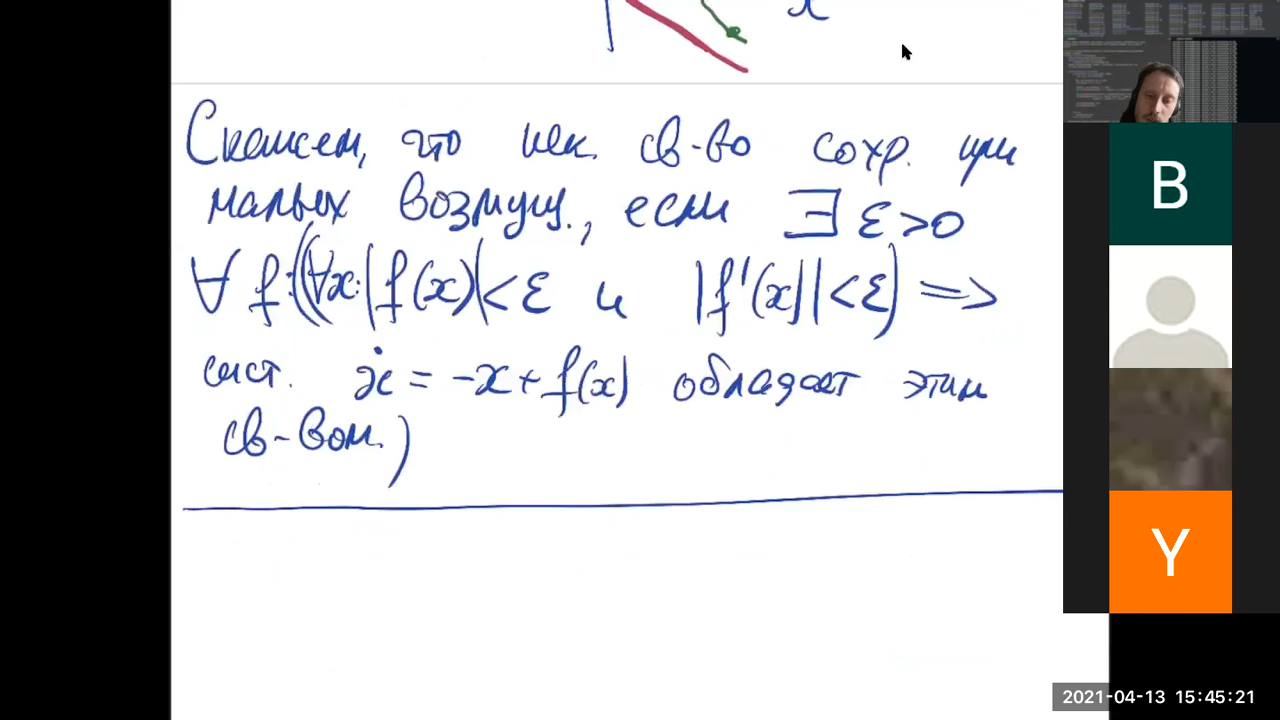 x
Скажем, что нек. св-во сохр. при
малых возмущ., если ∃ ε>0
∀ f:((∀x:|f(x)|<ε и |f'(x)|<ε) =>
сист. ẋ = -x+f(x) обладает этим
св-вом.)
B
Y
2021-04-13 15:45:21